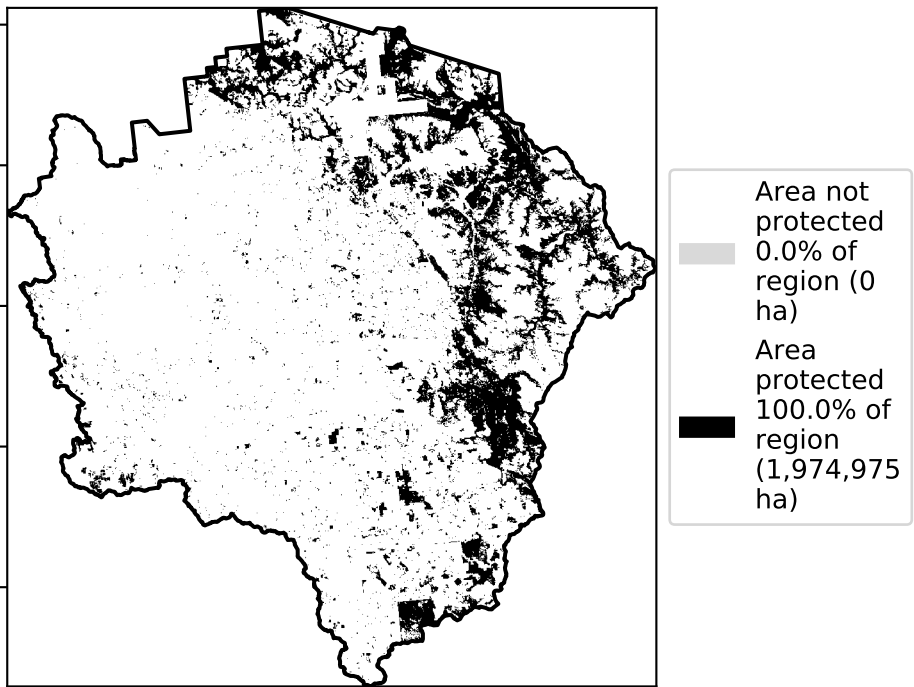 Area not
protected
0.0% of
region (0
ha)
Area
protected
100.0% of
region
(1,974,975
ha)